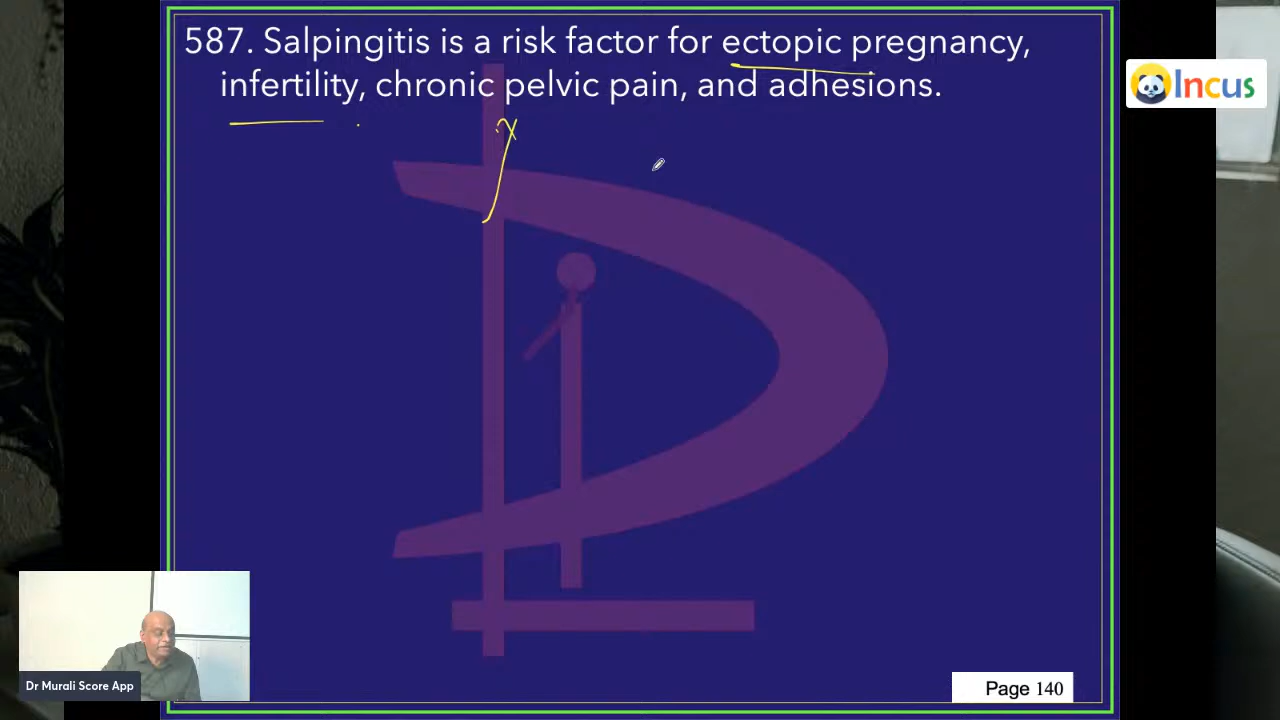 587. Salpingitis is a risk factor for ectopic pregnancy,
infertility, chronic pelvic pain, and adhesions.
Incus
Dr Murali Score App
Page 140